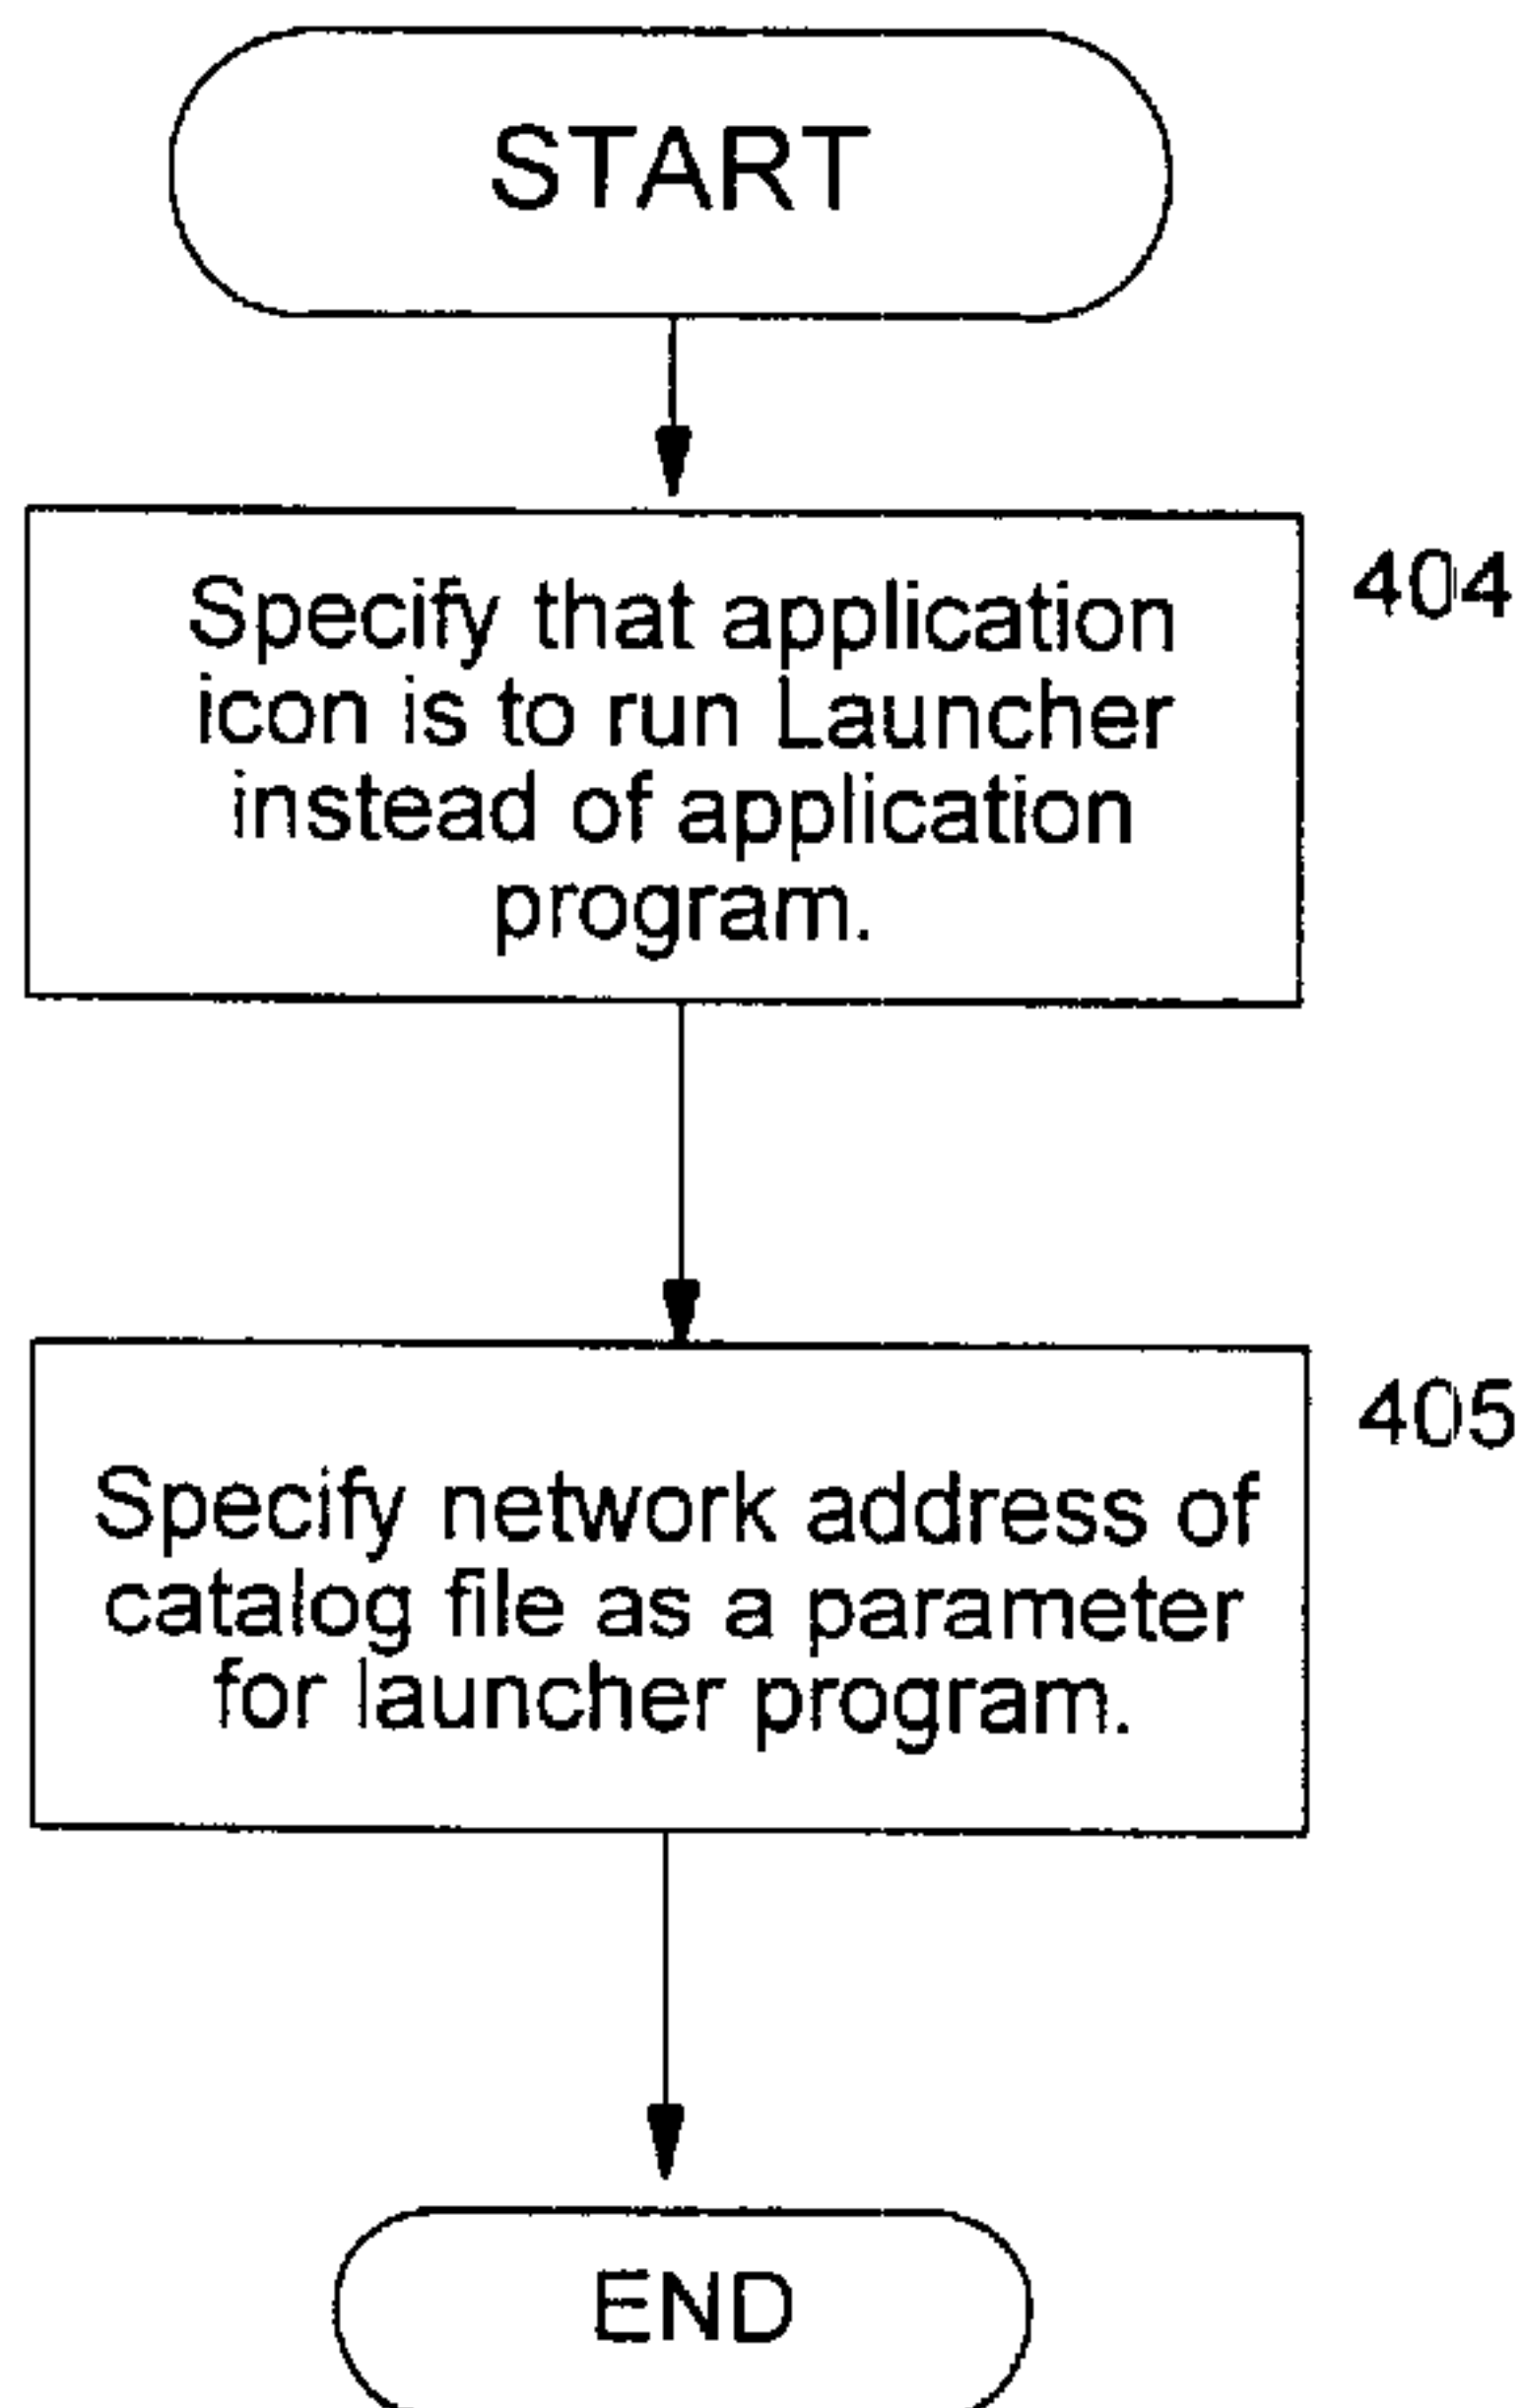 START
Specify that application
icon is to run Launcher
instead of application
program.
404
Specify network address of
catalog file as a parameter
for launcher program.
405
END